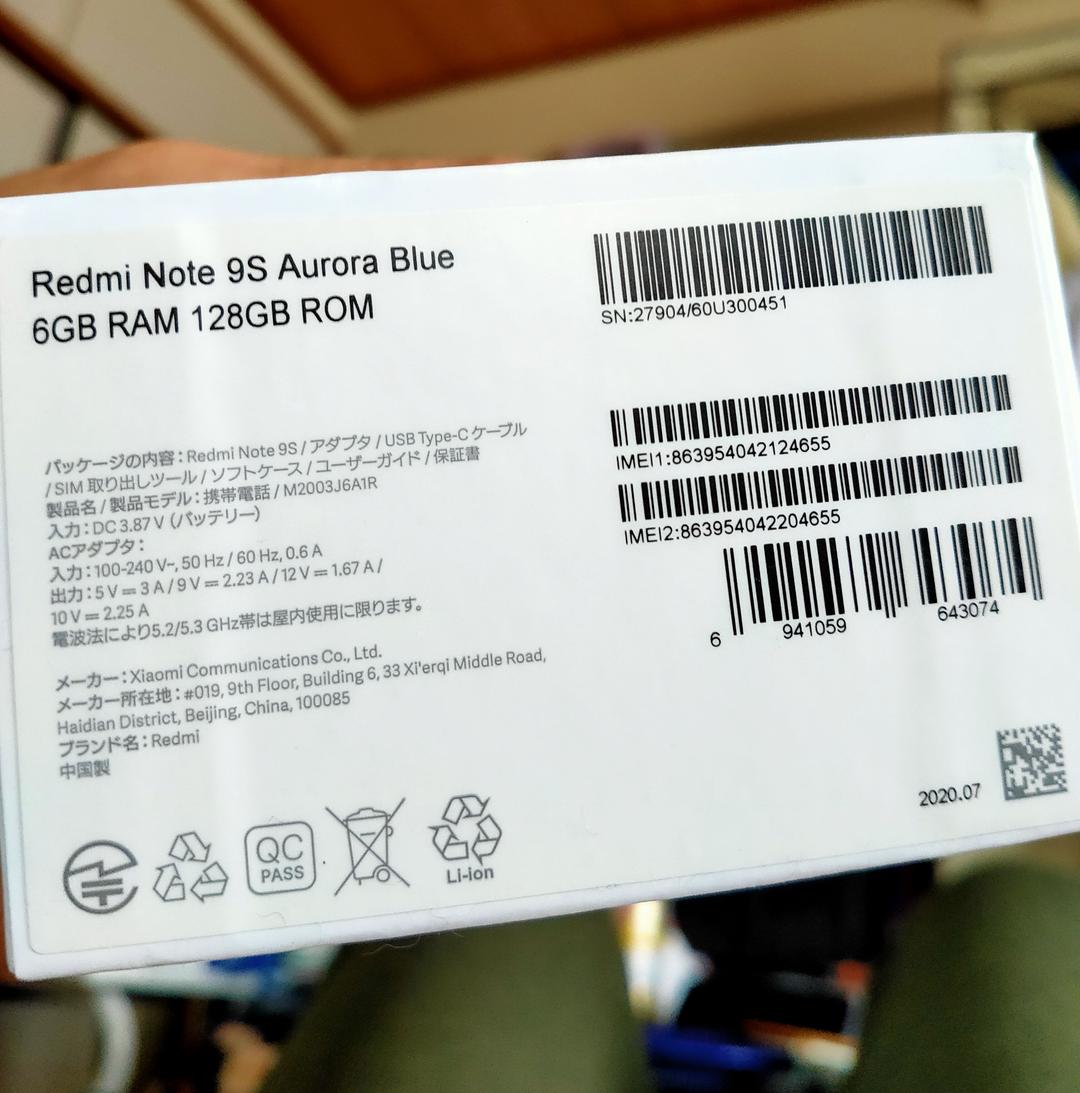 Redmi Note 9S Aurora Blue
6GB RAM 128GB ROM
パッケージの内容：Redmi Note 9S / アダプタ / USB Type-C ケーブル
/ SIM 取り出しツール / ソフトケース / ユーザーガイド / 保証書
製品名 / 製品モデル：携帯電話 / M2003J6A1R
入力：DC 3.87 V（バッテリー）
ACアダプタ：
入力：100-240 V~, 50 Hz / 60 Hz, 0.6 A
出力：5 V⎓3 A / 9 V⎓2.23 A / 12 V⎓1.67 A /
10 V⎓2.25 A
電波法により5.2/5.3 GHz帯は屋内使用に限ります。
メーカー：Xiaomi Communications Co., Ltd.
メーカー所在地：#019, 9th Floor, Building 6, 33 Xi'erqi Middle Road,
Haidian District, Beijing, China, 100085
ブランド名：Redmi
中国製
QC
PASS
Li-ion
SN:27904/60U300451
IMEI1:863954042124655
IMEI2:863954042204655
6 941059 643074
2020.07